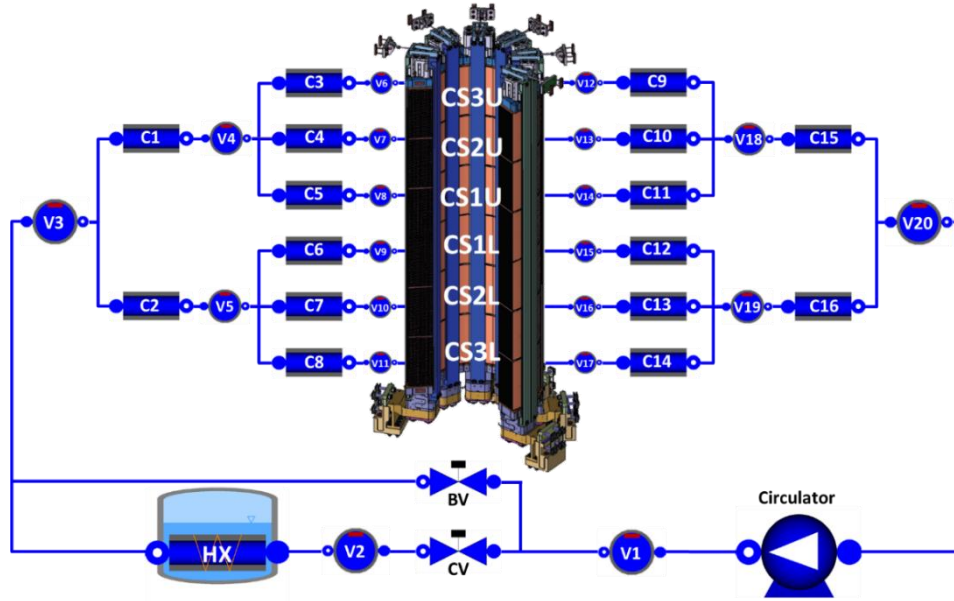 C3 V6 CS3U V12 C9
C1 V4 C4 V7 CS2U V13 C10 V18 C15
C5 V8 CS1U V14 C11
V3 V20
C6 V9 CS1L V15 C12
C2 V5 C7 V10 CS2L V16 C13 V19 C16
C8 V11 CS3L V17 C14
BV Circulator
HX V2 CV V1